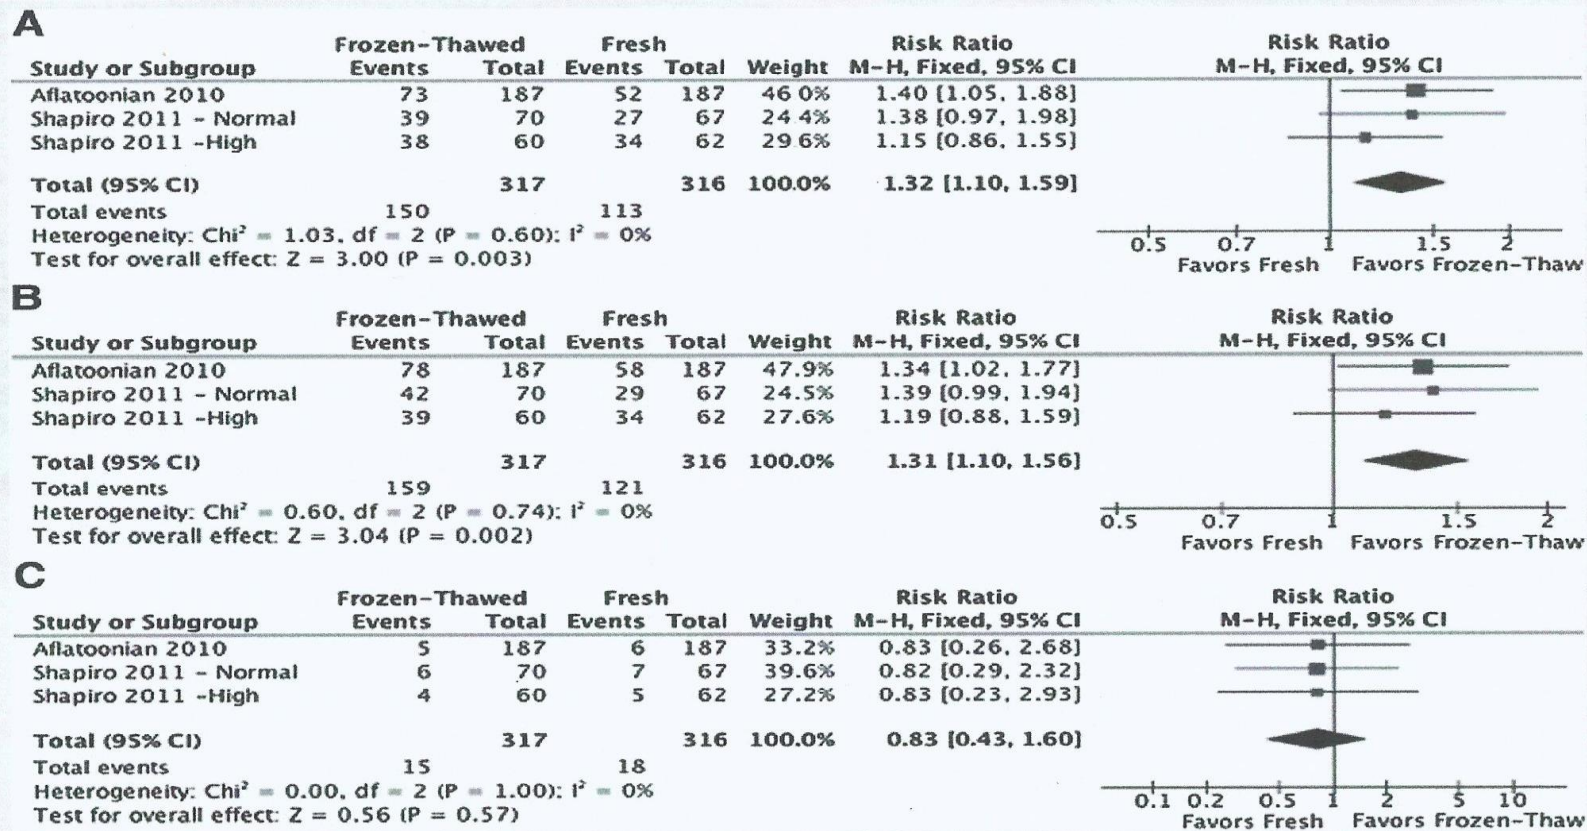 A
Frozen-Thawed Fresh Risk Ratio Risk Ratio
Study or Subgroup Events Total Events Total Weight M-H, Fixed, 95% CI M-H, Fixed, 95% CI
Aflatoonian 2010 73 187 52 187 46 0% 1.40 [1.05, 1.88]
Shapiro 2011 - Normal 39 70 27 67 24.4% 1.38 [0.97, 1.98]
Shapiro 2011 -High 38 60 34 62 29.6% 1.15 [0.86, 1.55]
Total (95% CI) 317 316 100.0% 1.32 [1.10, 1.59]
Total events 150 113
Heterogeneity: Chi² = 1.03, df = 2 (P = 0.60); I² = 0%
Test for overall effect: Z = 3.00 (P = 0.003)
0.5 0.7 1 1.5 2
Favors Fresh Favors Frozen-Thaw
B
Frozen-Thawed Fresh Risk Ratio Risk Ratio
Study or Subgroup Events Total Events Total Weight M-H, Fixed, 95% CI M-H, Fixed, 95% CI
Aflatoonian 2010 78 187 58 187 47.9% 1.34 [1.02, 1.77]
Shapiro 2011 - Normal 42 70 29 67 24.5% 1.39 [0.99, 1.94]
Shapiro 2011 -High 39 60 34 62 27.6% 1.19 [0.88, 1.59]
Total (95% CI) 317 316 100.0% 1.31 [1.10, 1.56]
Total events 159 121
Heterogeneity: Chi² = 0.60, df = 2 (P = 0.74); I² = 0%
Test for overall effect: Z = 3.04 (P = 0.002)
0.5 0.7 1 1.5 2
Favors Fresh Favors Frozen-Thaw
C
Frozen-Thawed Fresh Risk Ratio Risk Ratio
Study or Subgroup Events Total Events Total Weight M-H, Fixed, 95% CI M-H, Fixed, 95% CI
Aflatoonian 2010 5 187 6 187 33.2% 0.83 [0.26, 2.68]
Shapiro 2011 - Normal 6 70 7 67 39.6% 0.82 [0.29, 2.32]
Shapiro 2011 -High 4 60 5 62 27.2% 0.83 [0.23, 2.93]
Total (95% CI) 317 316 100.0% 0.83 [0.43, 1.60]
Total events 15 18
Heterogeneity: Chi² = 0.00, df = 2 (P = 1.00); I² = 0%
Test for overall effect: Z = 0.56 (P = 0.57)
0.1 0.2 0.5 1 2 5 10
Favors Fresh Favors Frozen-Thaw